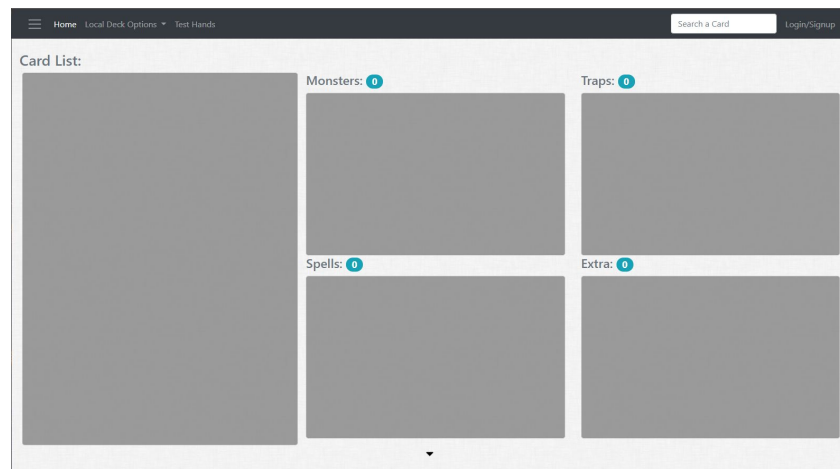 Home Local Deck Options Test Hands Search a Card Login/Signup
Card List:
Monsters: 0
Traps: 0
Spells: 0
Extra: 0